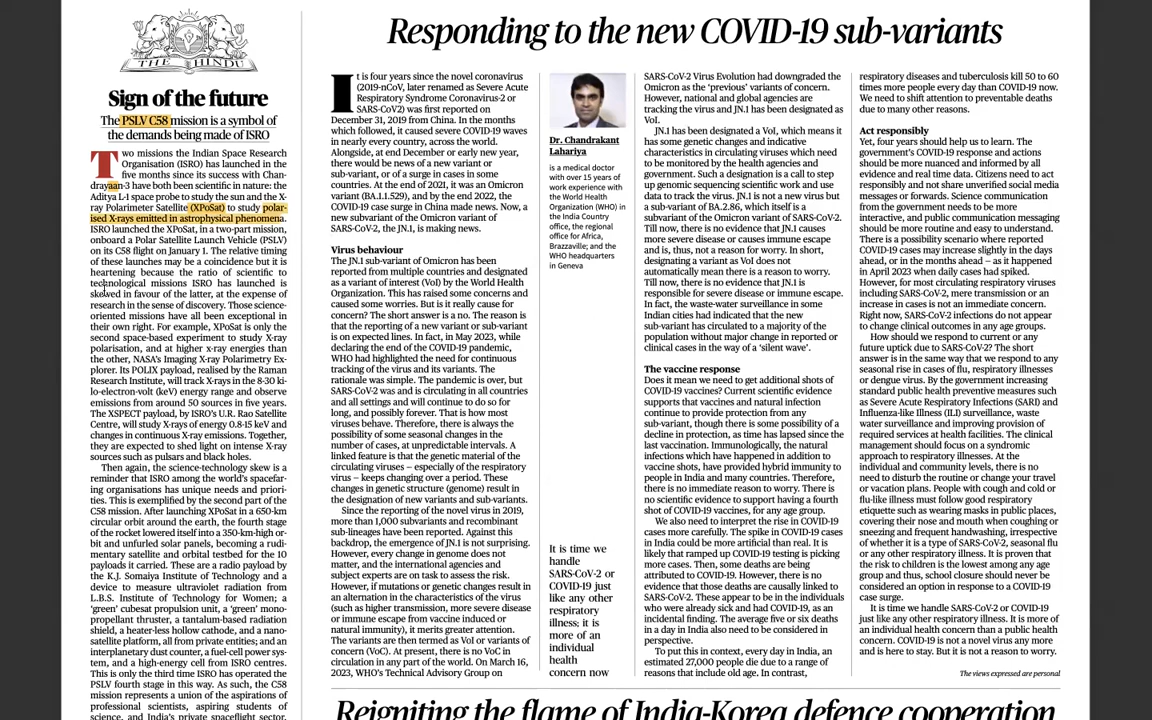 THE HINDU
Sign of the future
The PSLV C58 mission is a symbol of
the demands being made of ISRO
Two missions the Indian Space Research
Organisation (ISRO) has launched in the
five months since its success with Chan-
drayaan-3 have both been scientific in nature: the
Aditya L-1 space probe to study the sun and the X-
ray Polarimeter Satellite (XPoSat) to study polar-
ised X-rays emitted in astrophysical phenomena.
ISRO launched the XPoSat, in a two-part mission,
onboard a Polar Satellite Launch Vehicle (PSLV)
on its C58 flight on January 1. The relative timing
of these launches may be a coincidence but it is
heartening because the ratio of scientific to
technological missions ISRO has launched is
skewed in favour of the latter, at the expense of
research in the sense of discovery. Those science-
oriented missions have all been exceptional in
their own right. For example, XPoSat is only the
second space-based experiment to study X-ray
polarisation, and at higher x-ray energies than
the other, NASA's Imaging X-ray Polarimetry Ex-
plorer. Its POLIX payload, realised by the Raman
Research Institute, will track X-rays in the 8-30 ki-
lo-electron-volt (keV) energy range and observe
emissions from around 50 sources in five years.
The XSPECT payload, by ISRO's U.R. Rao Satellite
Centre, will study X-rays of energy 0.8-15 keV and
changes in continuous X-ray emissions. Together,
they are expected to shed light on intense X-ray
sources such as pulsars and black holes.
Then again, the science-technology skew is a
reminder that ISRO among the world's spacefar-
ing organisations has unique needs and priori-
ties. This is exemplified by the second part of the
C58 mission. After launching XPoSat in a 650-km
circular orbit around the earth, the fourth stage
of the rocket lowered itself into a 350-km-high or-
bit and unfurled solar panels, becoming a rudi-
mentary satellite and orbital testbed for the 10
payloads it carried. These are a radio payload by
the K.J. Somaiya Institute of Technology and a
device to measure ultraviolet radiation from
L.B.S. Institute of Technology for Women; a
'green' cubesat propulsion unit, a 'green' mono-
propellant thruster, a tantalum-based radiation
shield, a heater-less hollow cathode, and a nano-
satellite platform, all from private entities; and an
interplanetary dust counter, a fuel-cell power sys-
tem, and a high-energy cell from ISRO centres.
This is only the third time ISRO has operated the
PSLV fourth stage in this way. As such, the C58
mission represents a union of the aspirations of
professional scientists, aspiring students of
science, and India's private spaceflight sector.
Responding to the new COVID-19 sub-variants
It is four years since the novel coronavirus
(2019-nCoV, later renamed as Severe Acute
Respiratory Syndrome Coronavirus-2 or
SARS-CoV2) was first reported on
December 31, 2019 from China. In the months
which followed, it caused severe COVID-19 waves
in nearly every country, across the world.
Alongside, at end December or early new year,
there would be news of a new variant or
sub-variant, or of a surge in cases in some
countries. At the end of 2021, it was an Omicron
variant (BA.1.1.529), and by the end 2022, the
COVID-19 case surge in China made news. Now, a
new subvariant of the Omicron variant of
SARS-CoV2, the JN.1, is making news.
Virus behaviour
The JN.1 sub-variant of Omicron has been
reported from multiple countries and designated
as a variant of interest (VoI) by the World Health
Organization. This has raised some concerns and
caused some worries. But is it really cause for
concern? The short answer is a no. The reason is
that the reporting of a new variant or sub-variant
is on expected lines. In fact, in May 2023, while
declaring the end of the COVID-19 pandemic,
WHO had highlighted the need for continuous
tracking of the virus and its variants. The
rationale was simple. The pandemic is over, but
SARS-CoV2 was and is circulating in all countries
and all settings and will continue to do so for
long, and possibly forever. That is how most
viruses behave. Therefore, there is always the
possibility of some seasonal changes in the
number of cases, at unpredictable intervals. A
linked feature is that the genetic material of the
circulating viruses – especially of the respiratory
virus – keeps changing over a period. These
changes in genetic structure (genome) result in
the designation of new variants and sub-variants.
Since the reporting of the novel virus in 2019,
more than 1,000 subvariants and recombinant
sub-lineages have been reported. Against this
backdrop, the emergence of JN.1 is not surprising.
However, every change in genome does not
matter, and the international agencies and
subject experts are on task to assess the risk.
However, if mutations or genetic changes result in
an alternation in the characteristics of the virus
(such as higher transmission, more severe disease
or immune escape from vaccine induced or
natural immunity), it merits greater attention.
The variants are then termed as VoI or variants of
concern (VoC). At present, there is no VoC in
circulation in any part of the world. On March 16,
2023, WHO's Technical Advisory Group on
Dr. Chandrakant
Lahariya
is a medical doctor
with over 15 years of
work experience with
the World Health
Organization (WHO) in
the India Country
office, the regional
office for Africa,
Brazzaville; and the
WHO headquarters
in Geneva
It is time we
handle
SARS-CoV-2 or
COVID-19 just
like any other
respiratory
illness; it is
more of an
individual
health
concern now
SARS-CoV-2 Virus Evolution had downgraded the
Omicron as the 'previous' variants of concern.
However, national and global agencies are
tracking the virus and JN.1 has been designated as
VoI.
JN.1 has been designated a VoI, which means it
has some genetic changes and indicative
characteristics in circulating viruses which need
to be monitored by the health agencies and
government. Such a designation is a call to step
up genomic sequencing scientific work and use
data to track the virus. JN.1 is not a new virus but
a sub-variant of BA.2.86, which itself is a
subvariant of the Omicron variant of SARS-CoV-2.
Till now, there is no evidence that JN.1 causes
more severe disease or causes immune escape
and is, thus, not a reason for worry. In short,
designating a variant as VoI does not
automatically mean there is a reason to worry.
Till now, there is no evidence that JN.1 is
responsible for severe disease or immune escape.
In fact, the waste-water surveillance in some
Indian cities had indicated that the new
sub-variant has circulated to a majority of the
population without major change in reported or
clinical cases in the way of a 'silent wave'.
The vaccine response
Does it mean we need to get additional shots of
COVID-19 vaccines? Current scientific evidence
supports that vaccines and natural infection
continue to provide protection from any
sub-variant, though there is some possibility of a
decline in protection, as time has lapsed since the
last vaccination. Immunologically, the natural
infections which have happened in addition to
vaccine shots, have provided hybrid immunity to
people in India and many countries. Therefore,
there is no immediate reason to worry. There is
no scientific evidence to support having a fourth
shot of COVID-19 vaccines, for any age group.
We also need to interpret the rise in COVID-19
cases more carefully. The spike in COVID-19 cases
in India could be more artificial than real. It is
likely that ramped up COVID-19 testing is picking
more cases. Then, some deaths are being
attributed to COVID-19. However, there is no
evidence that those deaths are causally linked to
SARS-CoV-2. These appear to be in the individuals
who were already sick and had COVID-19, as an
incidental finding. The average five or six deaths
in a day in India also need to be considered in
perspective.
To put this in context, every day in India, an
estimated 27,000 people die due to a range of
reasons that include old age. In contrast,
respiratory diseases and tuberculosis kill 50 to 60
times more people every day than COVID-19 now.
We need to shift attention to preventable deaths
due to many other reasons.
Act responsibly
Yet, four years should help us to learn. The
government's COVID-19 response and actions
should be more nuanced and informed by all
evidence and real time data. Citizens need to act
responsibly and not share unverified social media
messages or forwards. Science communication
from the government needs to be more
interactive, and public communication messaging
should be more routine and easy to understand.
There is a possibility scenario where reported
COVID-19 cases may increase slightly in the days
ahead, or in the months ahead – as it happened
in April 2023 when daily cases had spiked.
However, for most circulatory respiratory viruses
including SARS-CoV-2, mere transmission or an
increase in cases is not an immediate concern.
Right now, SARS-CoV-2 infections do not appear
to change clinical outcomes in any age groups.
How should we respond to current or any
future uptick due to SARS-CoV-2? The short
answer is in the same way that we respond to any
seasonal rise in cases of flu, respiratory illnesses
or dengue virus. By the government increasing
standard public health preventive measures such
as Severe Acute Respiratory Infections (SARI) and
Influenza-like Illness (ILI) surveillance, waste
water surveillance and improving provision of
required services at health facilities. The clinical
management should focus on a syndromic
approach to respiratory illnesses. At the
individual and community levels, there is no
need to disturb the routine or change your travel
or vacation plans. People with cough and cold or
flu-like illness must follow good respiratory
etiquette such as wearing masks in public places,
covering their nose and mouth when coughing or
sneezing and frequent handwashing, irrespective
of whether it is a type of SARS-CoV-2, seasonal flu
or any other respiratory illness. It is proven that
the risk to children is the lowest among any age
group and thus, school closure should never be
considered an option in response to a COVID-19
case surge.
It is time we handle SARS-CoV-2 or COVID-19
just like any other respiratory illness. It is more of
an individual health concern than a public health
concern. COVID-19 is not a novel virus any more
and is here to stay. But it is not a reason to worry.
The views expressed are personal
Reigniting the flame of India-Korea defence cooperation